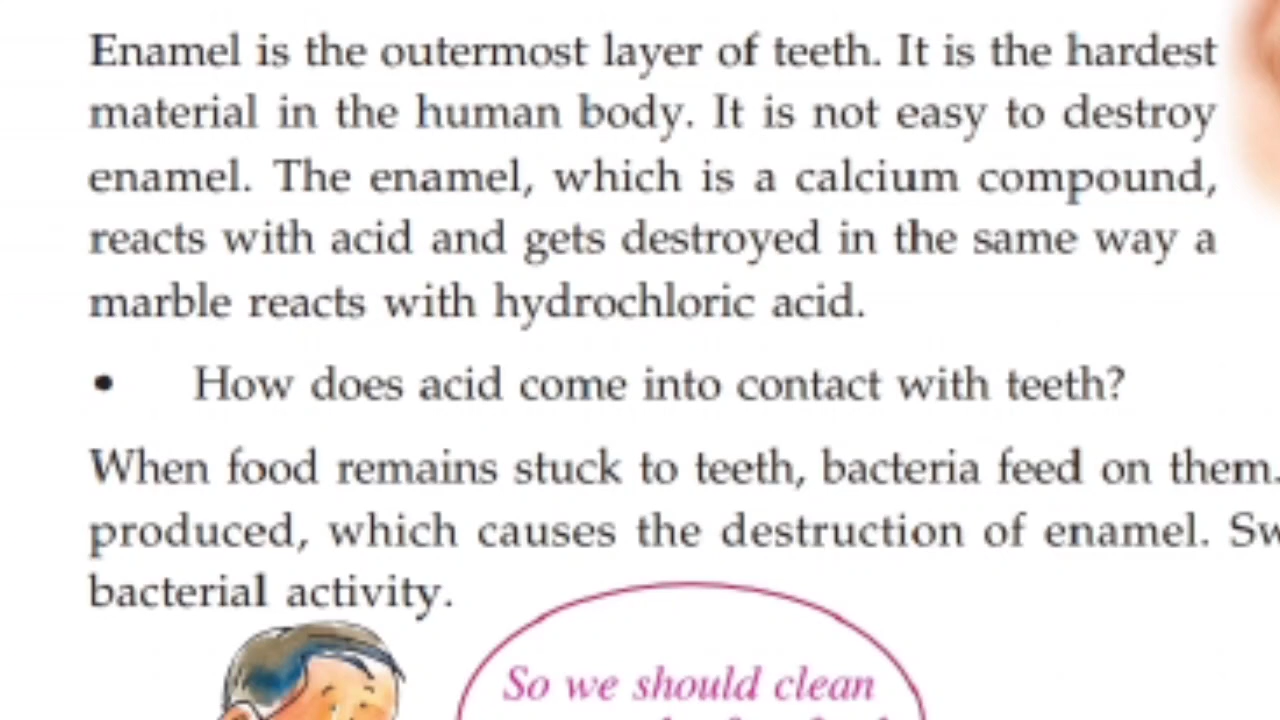 Enamel is the outermost layer of teeth. It is the hardest
material in the human body. It is not easy to destroy
enamel. The enamel, which is a calcium compound,
reacts with acid and gets destroyed in the same way a
marble reacts with hydrochloric acid.
• How does acid come into contact with teeth?
When food remains stuck to teeth, bacteria feed on them.
produced, which causes the destruction of enamel.
bacterial activity.
So we should clean